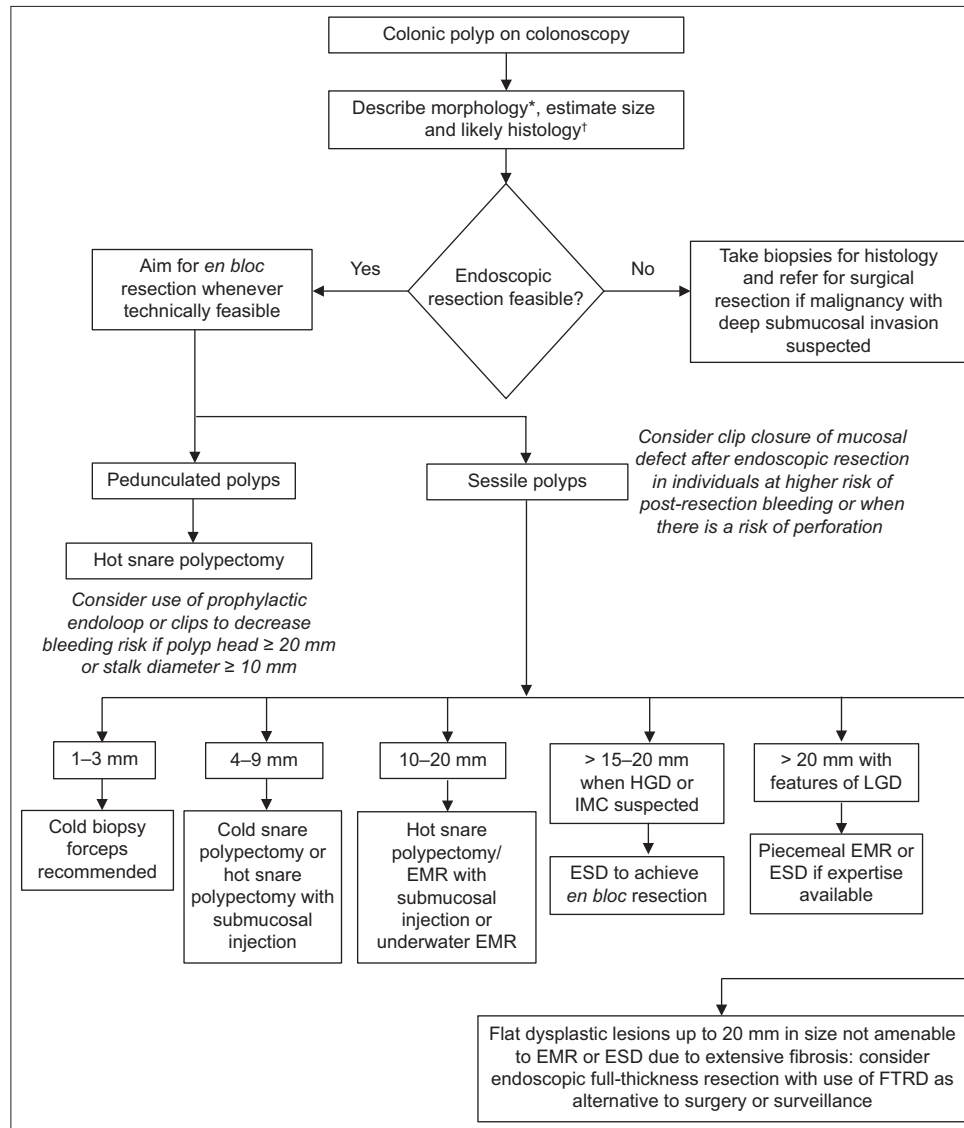 Colonic polyp on colonoscopy
Describe morphology*, estimate size
and likely histology†
Aim for en bloc
resection whenever
technically feasible
Yes
Endoscopic
resection feasible?
No
Take biopsies for histology
and refer for surgical
resection if malignancy with
deep submucosal invasion
suspected
Consider clip closure of mucosal
defect after endoscopic resection
in individuals at higher risk of
post-resection bleeding or when
there is a risk of perforation
Pedunculated polyps
Sessile polyps
Hot snare polypectomy
Consider use of prophylactic
endoloop or clips to decrease
bleeding risk if polyp head ≥ 20 mm
or stalk diameter ≥ 10 mm
1–3 mm
Cold biopsy
forceps
recommended
4–9 mm
Cold snare
polypectomy or
hot snare
polypectomy with
submucosal
injection
10–20 mm
Hot snare
polypectomy/
EMR with
submucosal
injection or
underwater EMR
> 15–20 mm
when HGD or
IMC suspected
ESD to achieve
en bloc resection
> 20 mm with
features of LGD
Piecemeal EMR or
ESD if expertise
available
Flat dysplastic lesions up to 20 mm in size not amenable
to EMR or ESD due to extensive fibrosis: consider
endoscopic full-thickness resection with use of FTRD as
alternative to surgery or surveillance